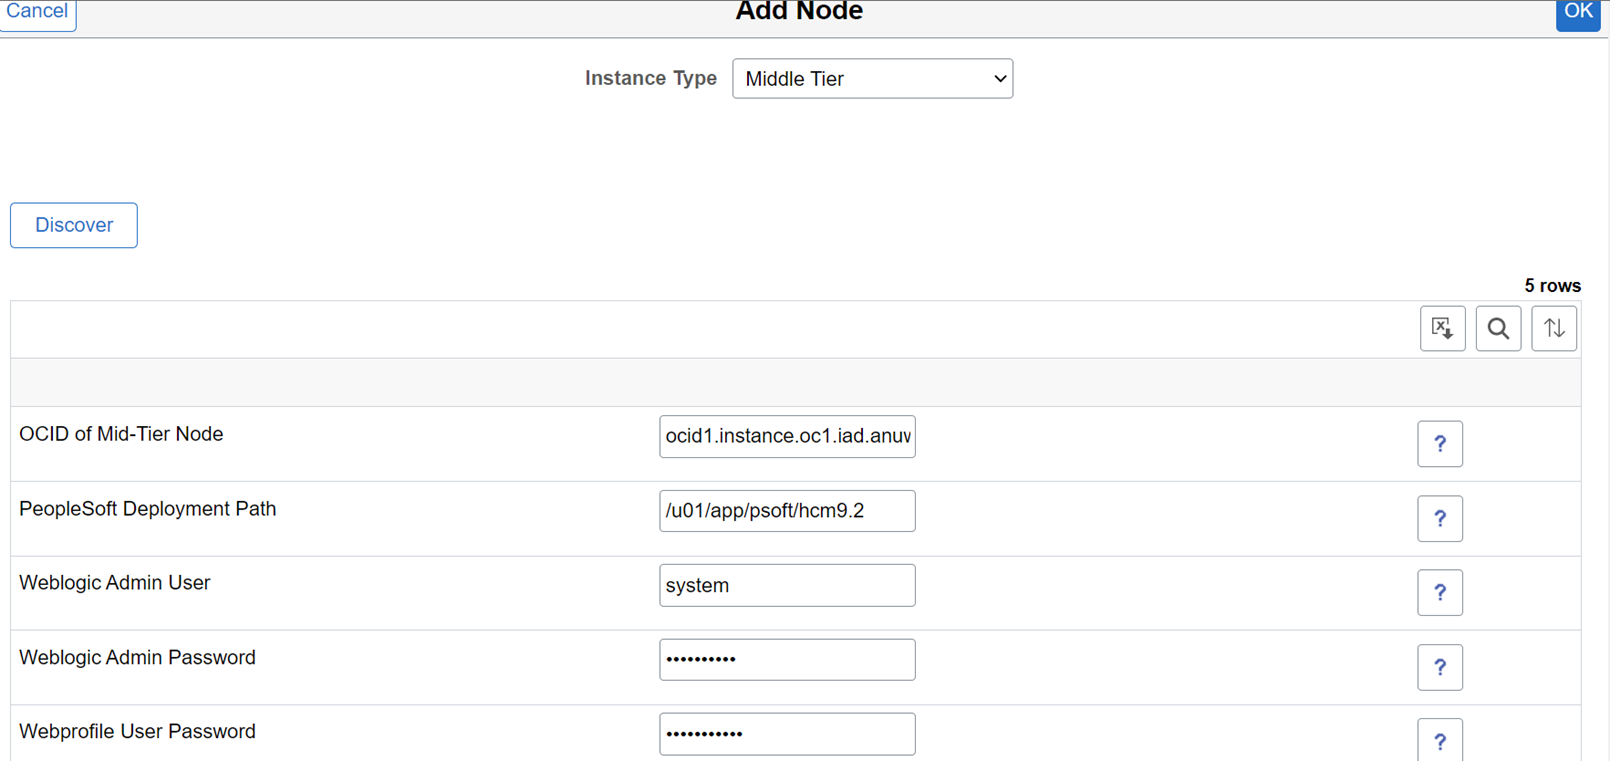 Cancel
Add Node
OK
Instance Type
Middle Tier
Discover
5 rows
OCID of Mid-Tier Node
ocid1.instance.oc1.iad.anuw
?
PeopleSoft Deployment Path
/u01/app/psoft/hcm9.2
?
Weblogic Admin User
system
?
Weblogic Admin Password
••••••••••
?
Webprofile User Password
•••••••••••
?